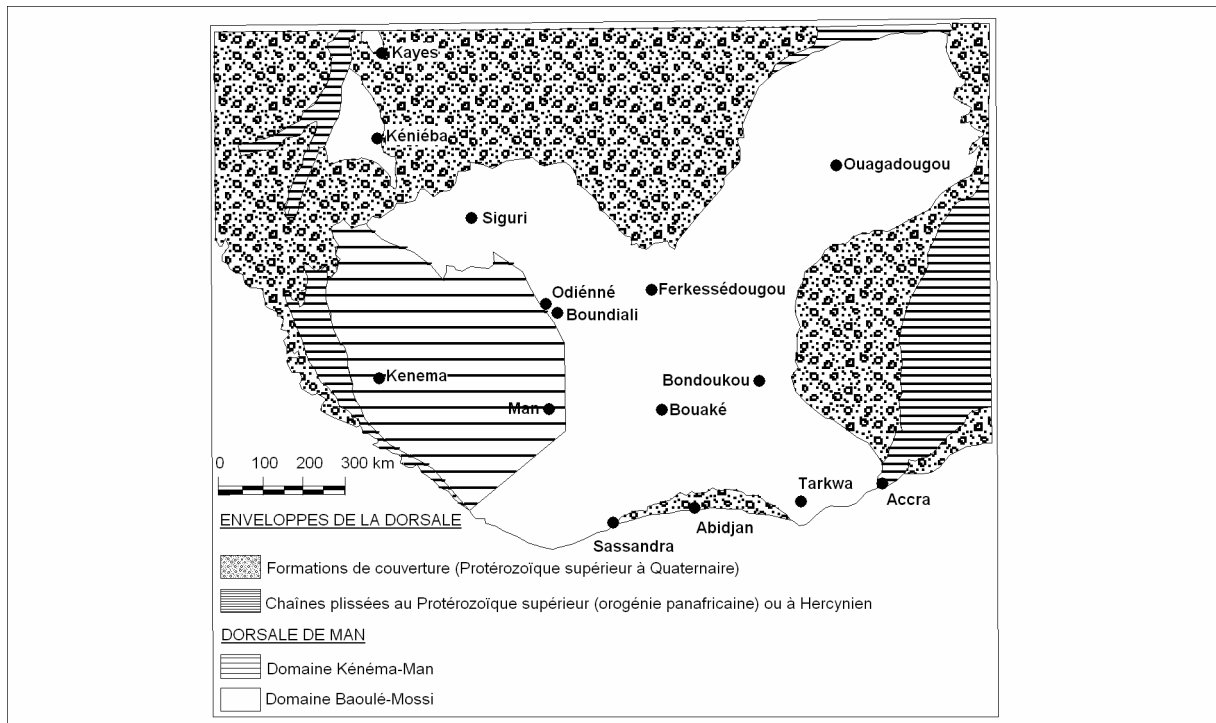 Kayes
Kéniéba
Ouagadougou
Siguri
Ferkessédougou
Odiénné
Boundiali
Kenema
Man
Bondoukou
Bouaké
0 100 200 300 km
Tarkwa
Accra
Abidjan
Sassandra
ENVELOPPES DE LA DORSALE
Formations de couverture (Protérozoïque supérieur à Quaternaire)
Chaînes plissées au Protérozoïque supérieur (orogénie panafricaine) ou à Hercynien
DORSALE DE MAN
Domaine Kénéma-Man
Domaine Baoulé-Mossi